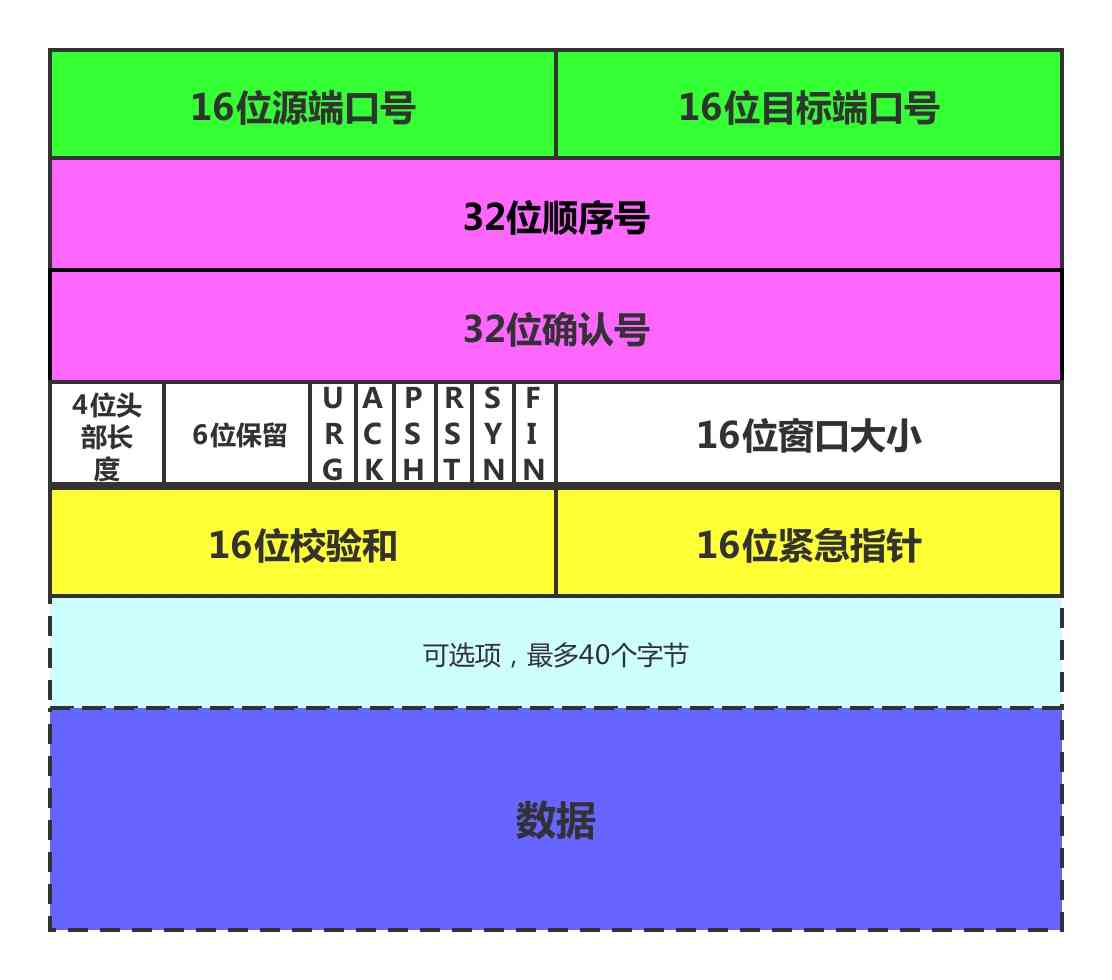 16位源端口号
16位目标端口号
32位顺序号
32位确认号
4位头
部长
度
6位保留
URG
ACK
PSH
RST
SYN
FIN
16位窗口大小
16位校验和
16位紧急指针
可选项，最多40个字节
数据